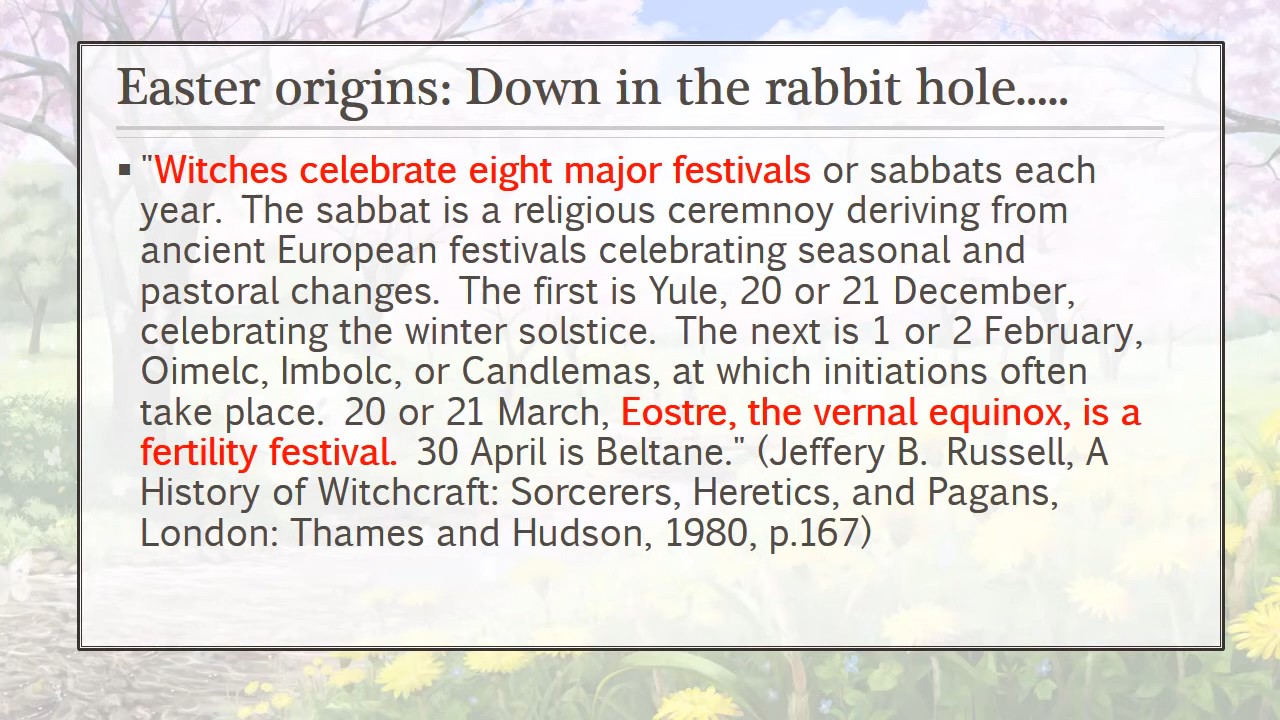 Easter origins: Down in the rabbit hole.....
▪ "Witches celebrate eight major festivals or sabbats each
year.  The sabbat is a religious ceremnoy deriving from
ancient European festivals celebrating seasonal and
pastoral changes.  The first is Yule, 20 or 21 December,
celebrating the winter solstice.  The next is 1 or 2 February,
Oimelc, Imbolc, or Candlemas, at which initiations often
take place.  20 or 21 March, Eostre, the vernal equinox, is a
fertility festival.  30 April is Beltane." (Jeffery B.  Russell, A
History of Witchcraft: Sorcerers, Heretics, and Pagans,
London: Thames and Hudson, 1980, p.167)